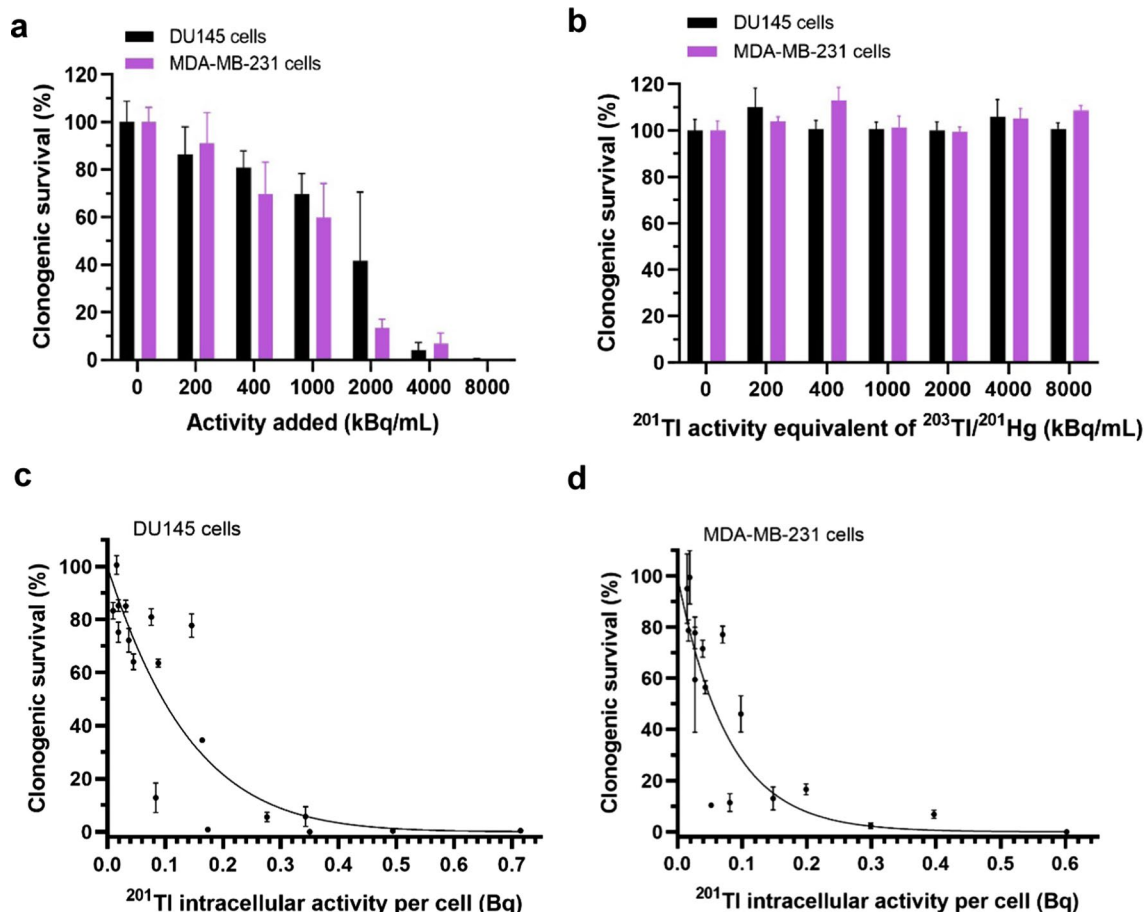 a
DU145 cells
MDA-MB-231 cells
Clonogenic survival (%)
120
100
80
60
40
20
0
0 200 400 1000 2000 4000 8000
Activity added (kBq/mL)
b
DU145 cells
MDA-MB-231 cells
Clonogenic survival (%)
120
100
80
60
40
20
0
0 200 400 1000 2000 4000 8000
²⁰¹Tl activity equivalent of ²⁰³Tl/²⁰¹Hg (kBq/mL)
c
DU145 cells
Clonogenic survival (%)
100
80
60
40
20
0
0.0 0.1 0.2 0.3 0.4 0.5 0.6 0.7
²⁰¹Tl intracellular activity per cell (Bq)
d
MDA-MB-231 cells
Clonogenic survival (%)
100
80
60
40
20
0
0.0 0.1 0.2 0.3 0.4 0.5 0.6
²⁰¹Tl intracellular activity per cell (Bq)